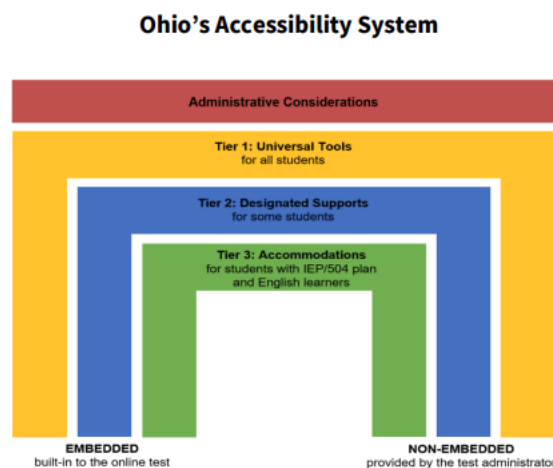 Ohio’s Accessibility System
Administrative Considerations
Tier 1: Universal Tools
for all students
Tier 2: Designated Supports
for some students
Tier 3: Accommodations
for students with IEP/504 plan
and English learners
EMBEDDED
built-in to the online test
NON-EMBEDDED
provided by the test administrator